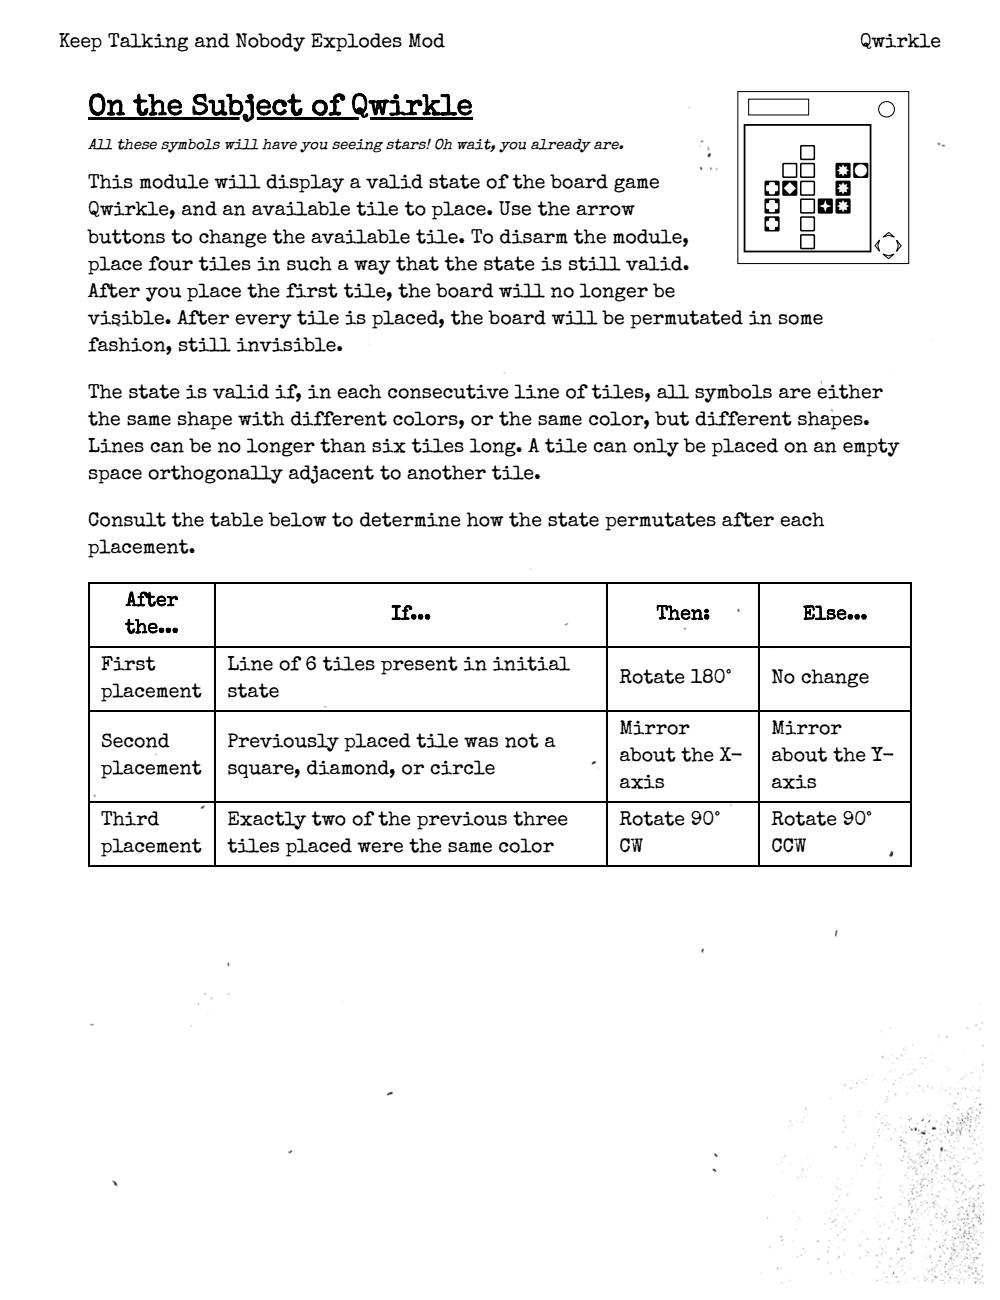 Keep Talking and Nobody Explodes Mod Qwirkle
On the Subject of Qwirkle
All these symbols will have you seeing stars! Oh wait, you already are.
This module will display a valid state of the board game
Qwirkle, and an available tile to place. Use the arrow
buttons to change the available tile. To disarm the module,
place four tiles in such a way that the state is still valid.
After you place the first tile, the board will no longer be
visible. After every tile is placed, the board will be permutated in some
fashion, still invisible.
The state is valid if, in each consecutive line of tiles, all symbols are either
the same shape with different colors, or the same color, but different shapes.
Lines can be no longer than six tiles long. A tile can only be placed on an empty
space orthogonally adjacent to another tile.
Consult the table below to determine how the state permutates after each
placement.
After
the...
If...
Then:
Else...
First
placement
Line of 6 tiles present in initial
state
Rotate 180°
No change
Second
placement
Previously placed tile was not a
square, diamond, or circle
Mirror
about the X-
axis
Mirror
about the Y-
axis
Third
placement
Exactly two of the previous three
tiles placed were the same color
Rotate 90°
CW
Rotate 90°
CCW